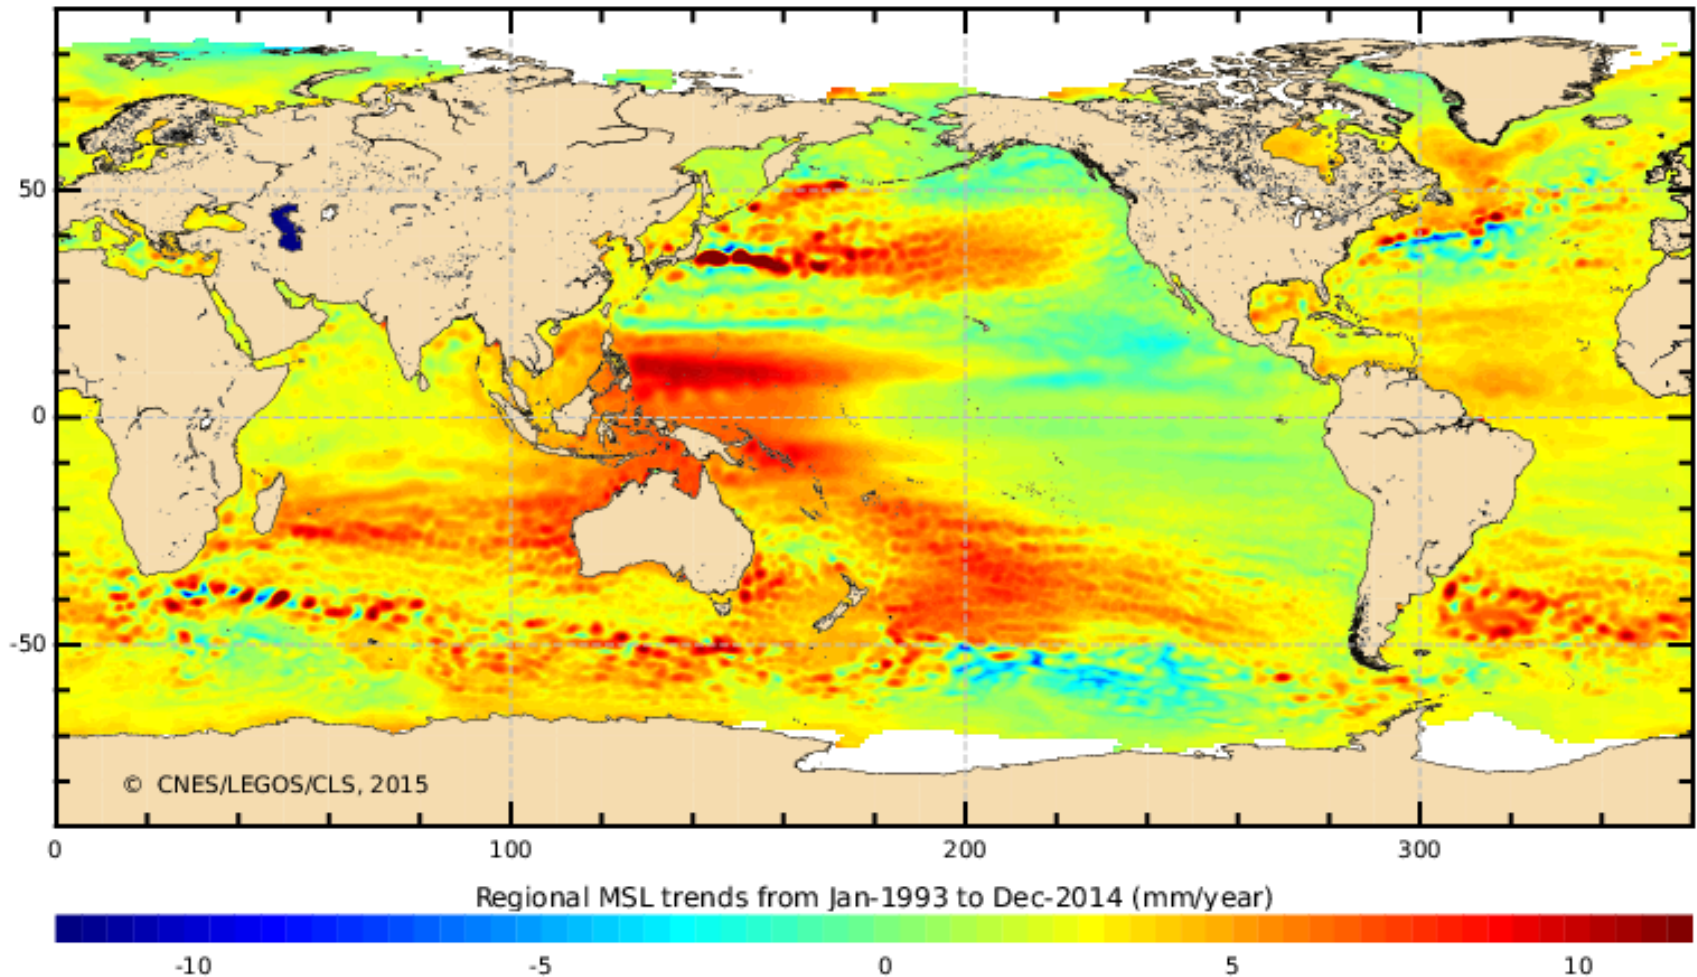 50
0
-50
© CNES/LEGOS/CLS, 2015
0 100 200 300
Regional MSL trends from Jan-1993 to Dec-2014 (mm/year)
-10 -5 0 5 10